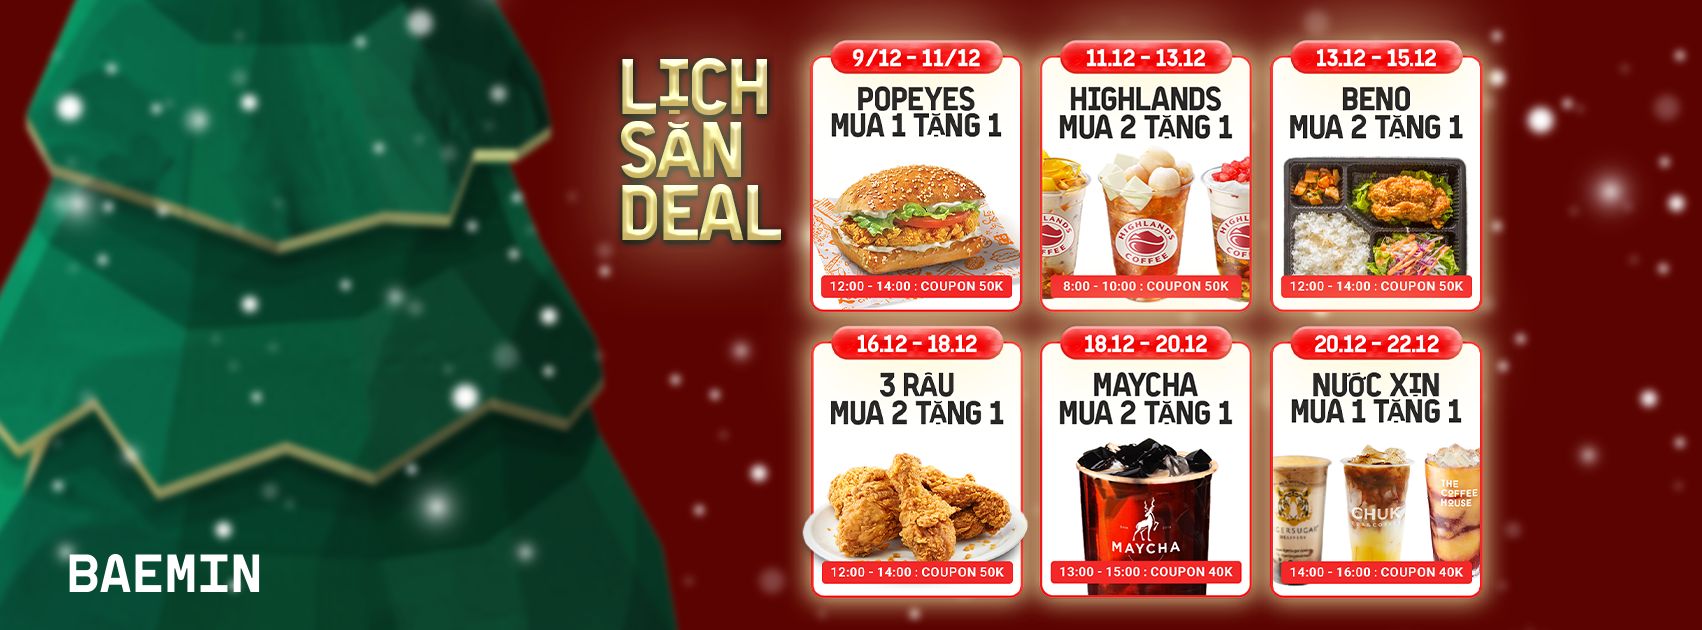 LỊCH
SĂN
DEAL
9/12 - 11/12
POPEYES
MUA 1 TẶNG 1
12:00 - 14:00 : COUPON 50K
11.12 - 13.12
HIGHLANDS
MUA 2 TẶNG 1
HIGHLANDS
COFFEE
8:00 - 10:00 : COUPON 50K
13.12 - 15.12
BENO
MUA 2 TẶNG 1
12:00 - 14:00 : COUPON 50K
16.12 - 18.12
3 RÂU
MUA 2 TẶNG 1
12:00 - 14:00 : COUPON 50K
18.12 - 20.12
MAYCHA
MUA 2 TẶNG 1
MAYCHA
13:00 - 15:00 : COUPON 40K
20.12 - 22.12
NƯỚC XỊN
MUA 1 TẶNG 1
GERSUGAR
CHUK
THE
COFFEE
HOUSE
14:00 - 16:00 : COUPON 40K
BAEMIN